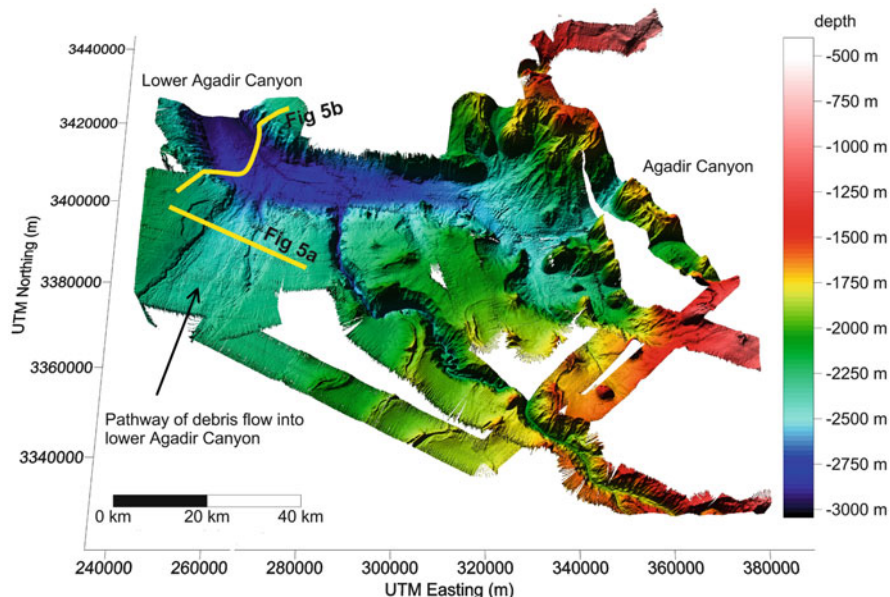 depth
-500 m
-750 m
-1000 m
-1250 m
-1500 m
-1750 m
-2000 m
-2250 m
-2500 m
-2750 m
-3000 m
3440000
3420000
3400000
3380000
3360000
3340000
UTM Northing (m)
Lower Agadir Canyon
Fig 5b
Agadir Canyon
Fig 5a
Pathway of debris flow into
lower Agadir Canyon
0 km
20 km
40 km
240000
260000
280000
300000
320000
340000
360000
380000
UTM Easting (m)